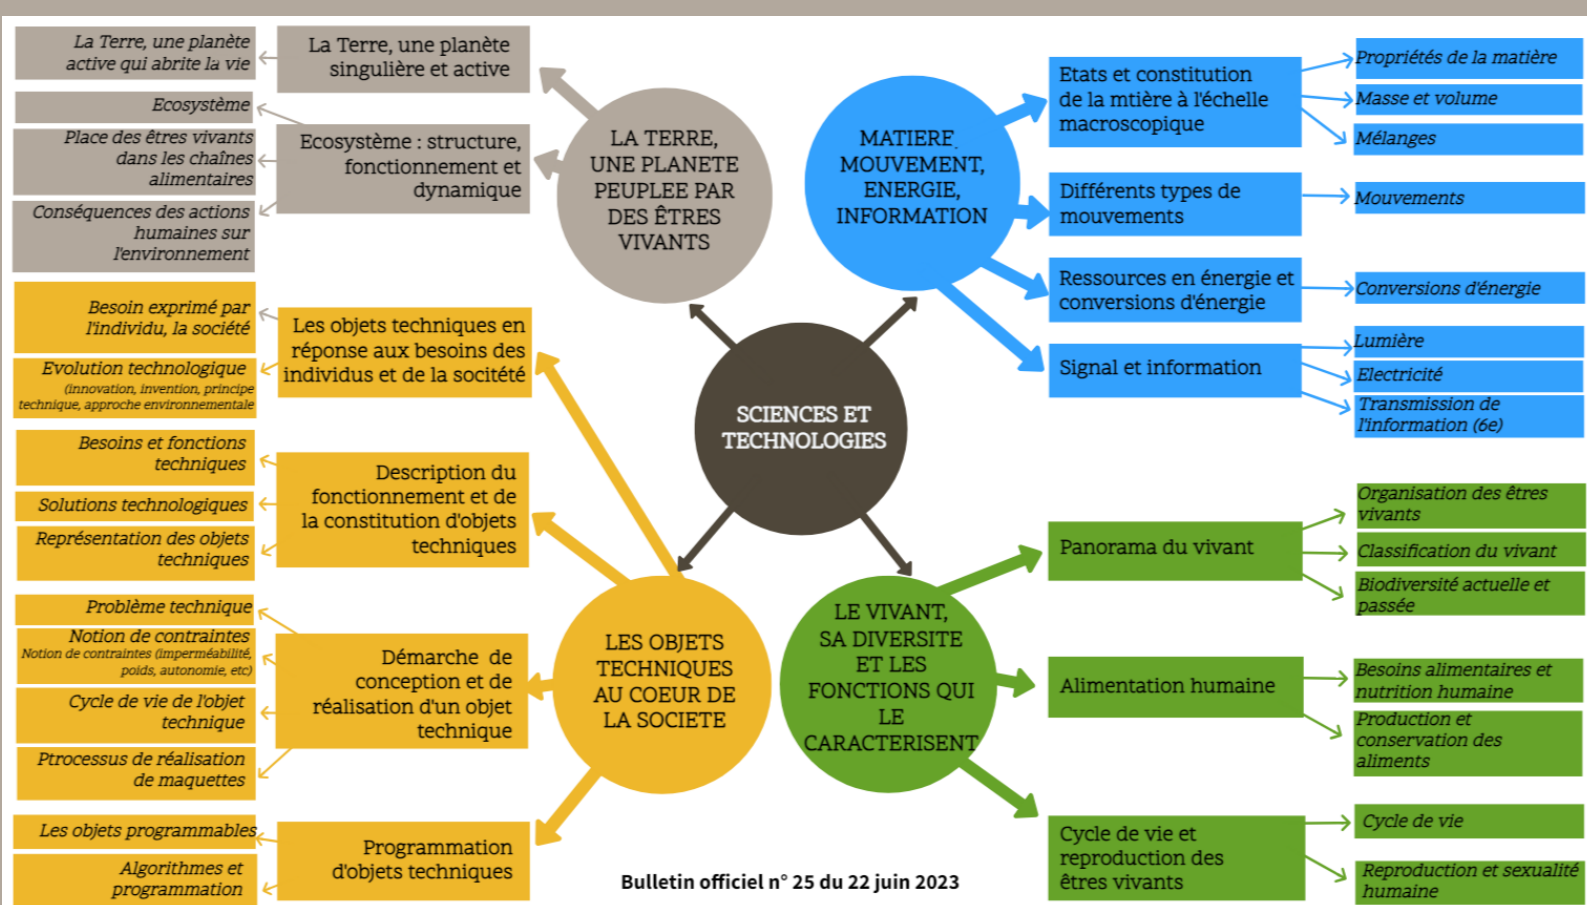 La Terre, une planète
active qui abrite la vie
La Terre, une planète
singulière et active
Ecosystème
Place des êtres vivants
dans les chaînes
alimentaires
Conséquences des actions
humaines sur
l'environnement
Ecosystème : structure,
fonctionnement et
dynamique
LA TERRE,
UNE PLANETE
PEUPLEE PAR
DES ÊTRES
VIVANTS
MATIERE,
MOUVEMENT,
ENERGIE,
INFORMATION
Etats et constitution
de la mtière à l'échelle
macroscopique
Propriétés de la matière
Masse et volume
Mélanges
Différents types de
mouvements
Mouvements
Ressources en énergie et
conversions d'énergie
Conversions d'énergie
Signal et information
Lumière
Electricité
Transmission de
l'information (6e)
SCIENCES ET
TECHNOLOGIES
Besoin exprimé par
l'individu, la société
Evolution technologique
(innovation, invention, principe
technique, approche environnementale
Les objets techniques en
réponse aux besoins des
individus et de la socitété
Besoins et fonctions
techniques
Solutions technologiques
Représentation des objets
techniques
Description du
fonctionnement et de
la constitution d'objets
techniques
Problème technique
Notion de contraintes
Notion de contraintes (imperméabilité,
poids, autonomie, etc)
Cycle de vie de l'objet
technique
Ptrocessus de réalisation
de maquettes
Démarche de
conception et de
réalisation d'un objet
technique
Les objets programmables
Algorithmes et
programmation
Programmation
d'objets techniques
LES OBJETS
TECHNIQUES
AU COEUR DE
LA SOCIETE
LE VIVANT,
SA DIVERSITE
ET LES
FONCTIONS QUI
LE
CARACTERISENT
Panorama du vivant
Organisation des êtres
vivants
Classification du vivant
Biodiversité actuelle et
passée
Alimentation humaine
Besoins alimentaires et
nutrition humaine
Production et
conservation des
aliments
Cycle de vie et
reproduction des
êtres vivants
Cycle de vie
Reproduction et sexualité
humaine
Bulletin officiel n° 25 du 22 juin 2023